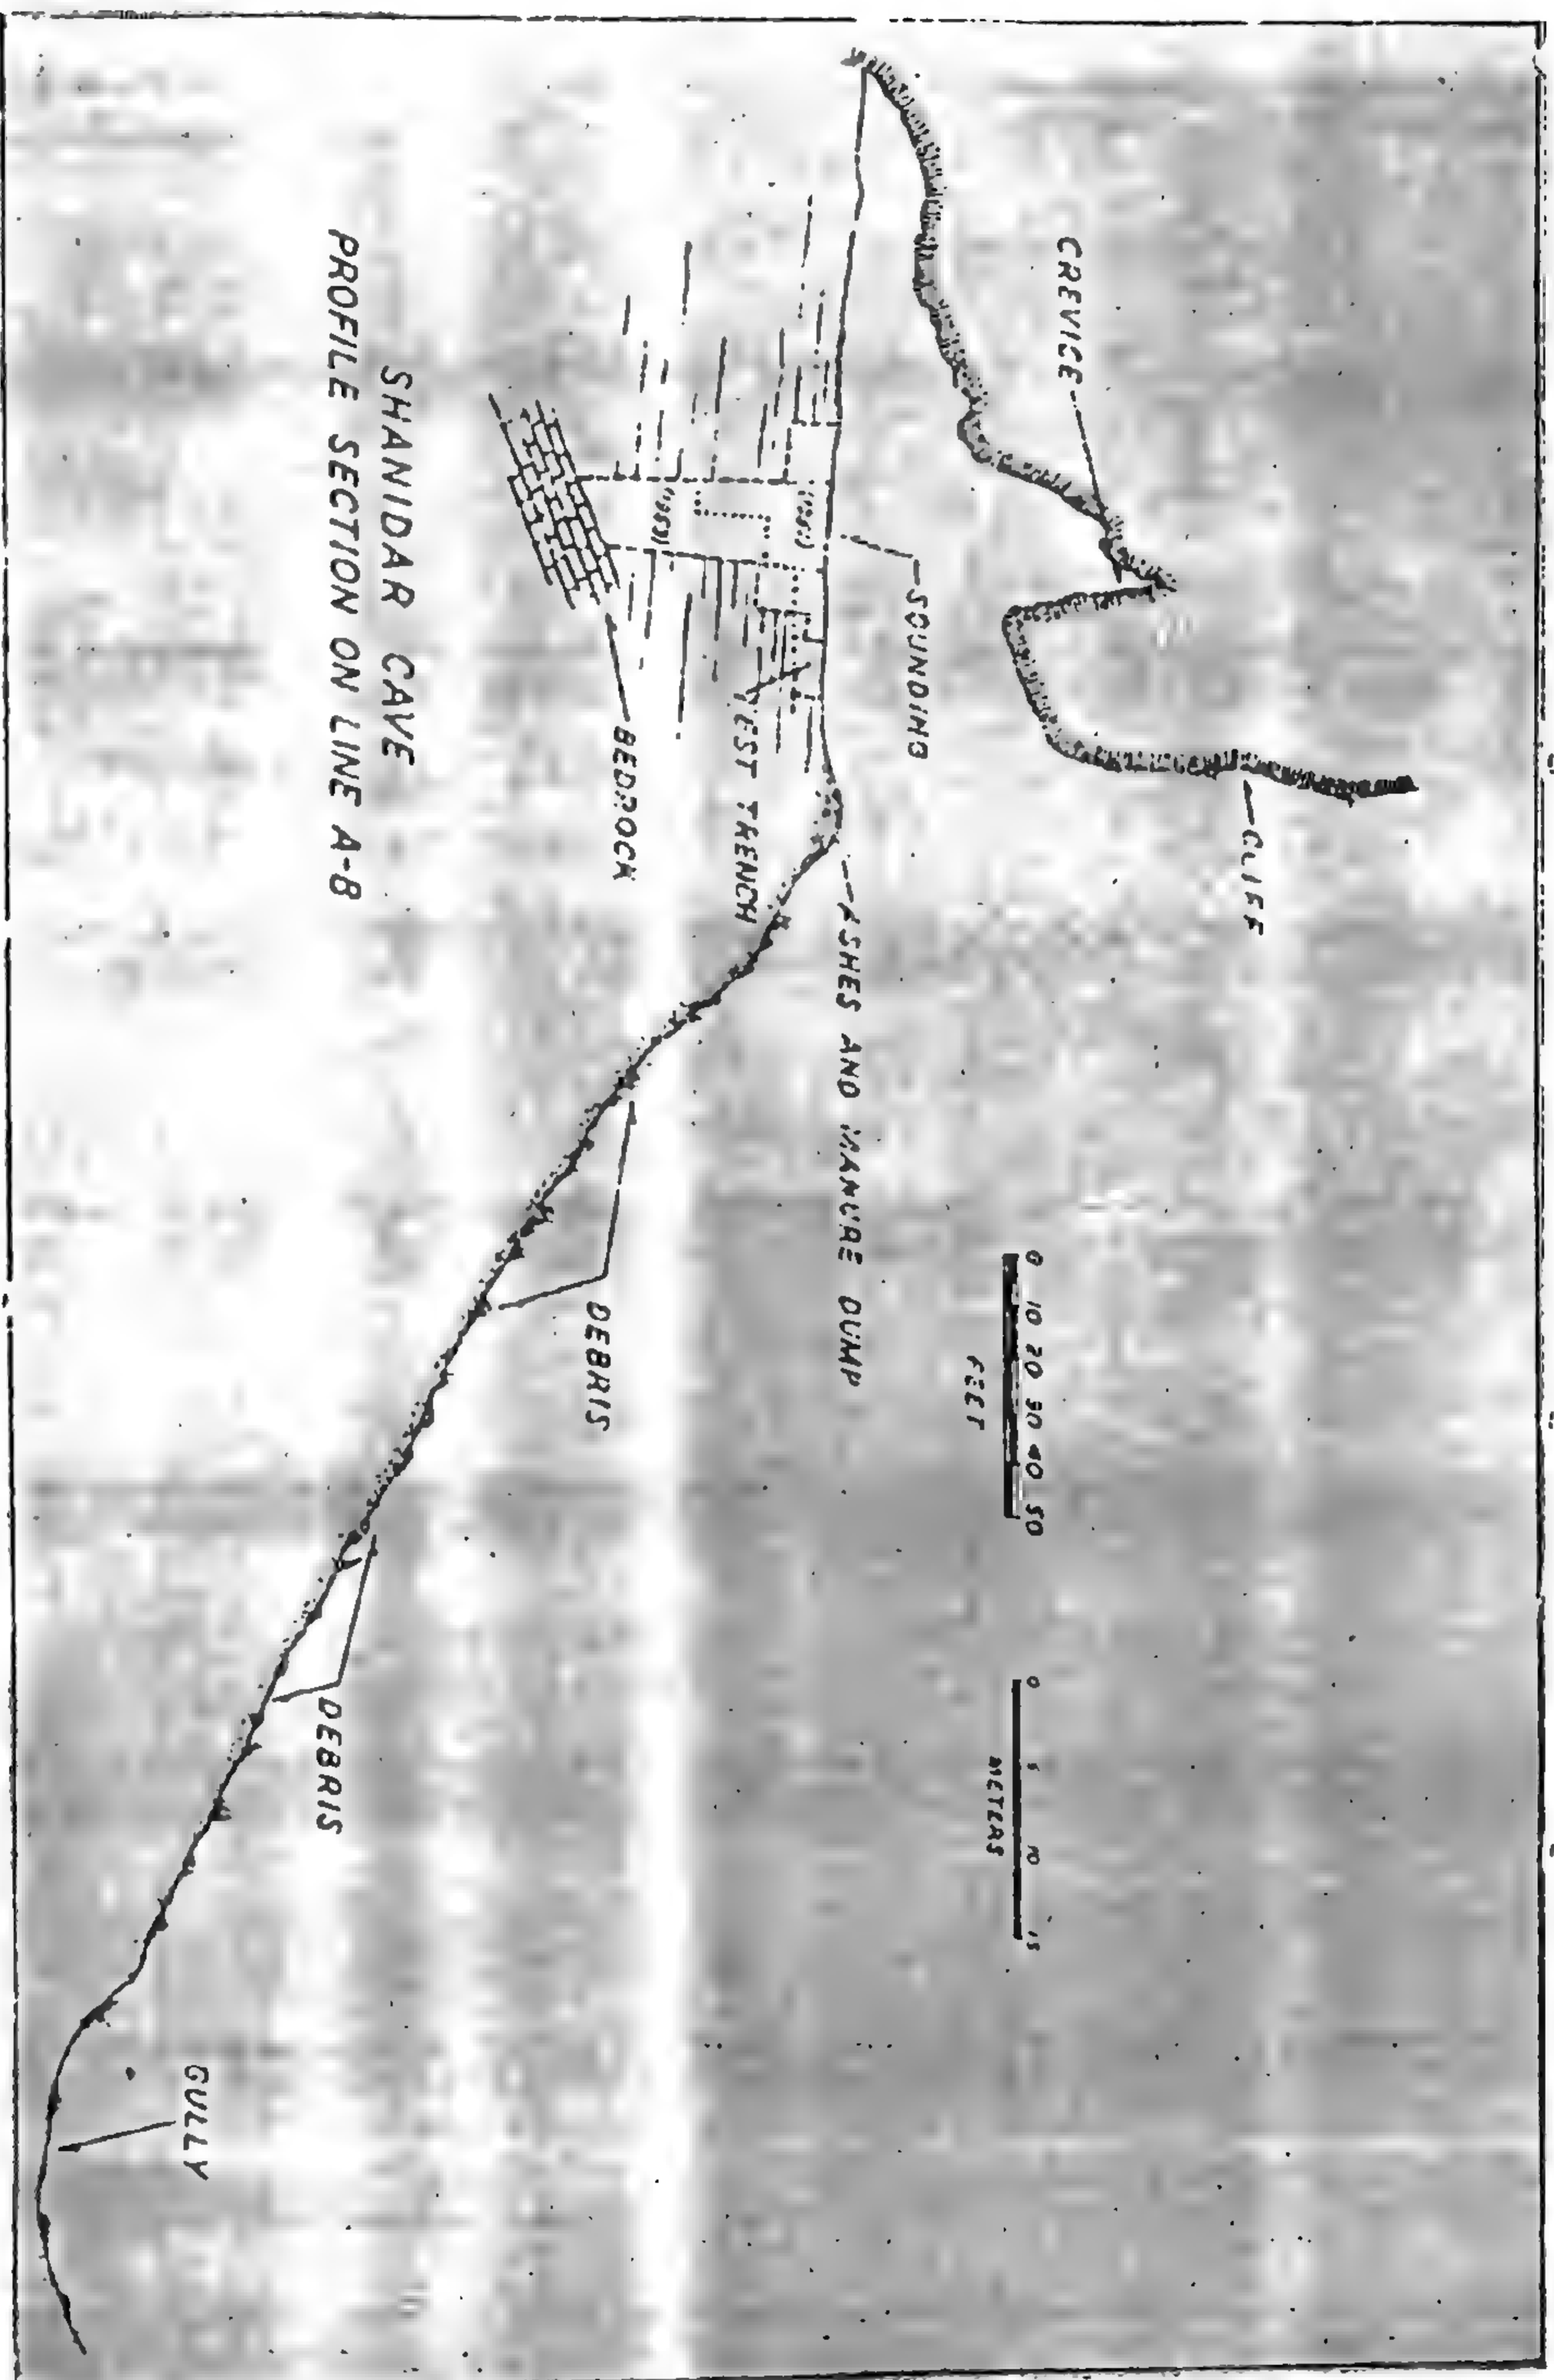 CREVICE
CLIFF
SOUNDING
ASHES AND MANURE DUMP
0 10 20 30 40 50
FEET
0 5 10 15
METERS
TEST TRENCH
BEDROCK
DEBRIS
DEBRIS
GULLY
SHANIDAR CAVE
PROFILE SECTION ON LINE A-B